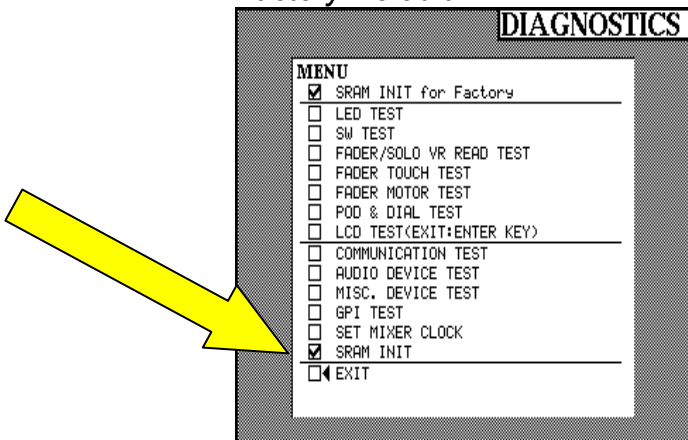 DIAGNOSTICS
MENU
SRAM INIT for Factory
LED TEST
SW TEST
FADER/SOLO VR READ TEST
FADER TOUCH TEST
FADER MOTOR TEST
POD & DIAL TEST
LCD TEST(EXIT:ENTER KEY)
COMMUNICATION TEST
AUDIO DEVICE TEST
MISC. DEVICE TEST
GPI TEST
SET MIXER CLOCK
SRAM INIT
EXIT